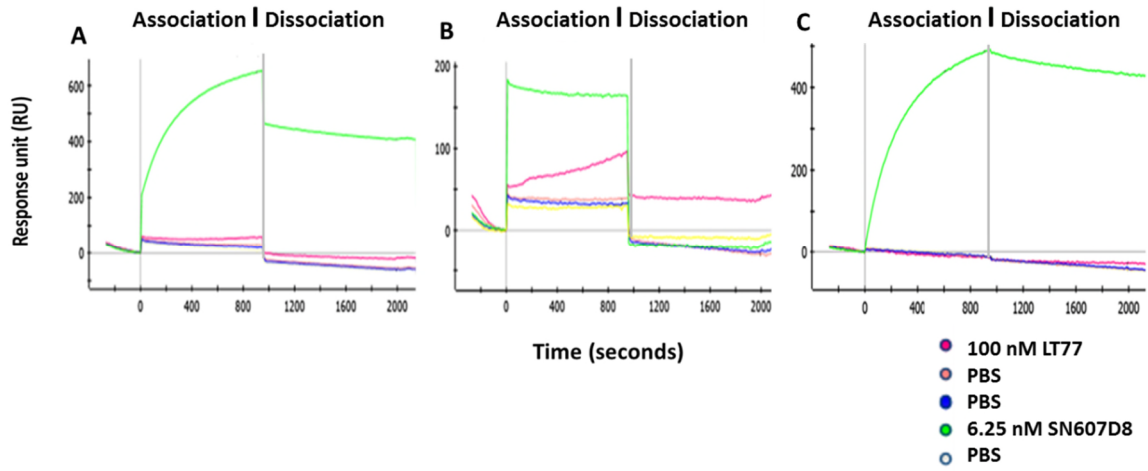 A
Association | Dissociation
B
Association | Dissociation
C
Association | Dissociation
Response unit (RU)
600
400
200
0
0 400 800 1200 1600 2000
200
100
0
0 400 800 1200 1600 2000
400
200
0
0 400 800 1200 1600 2000
Time (seconds)
100 nM LT77
PBS
PBS
6.25 nM SN607D8
PBS